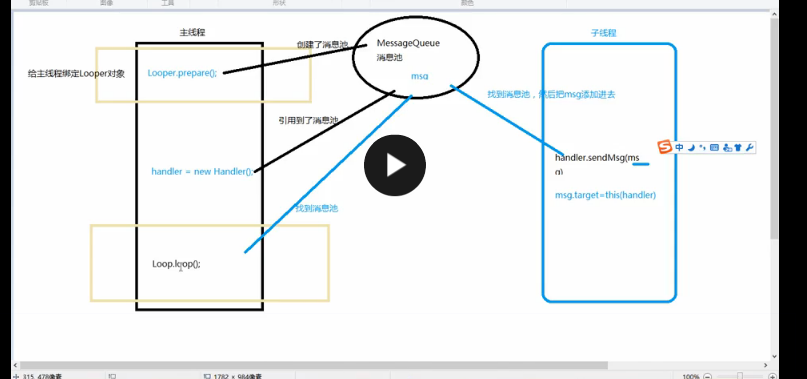 剪贴板 图像 工具 形状 颜色
主线程
子线程
创建了消息池
MessageQueue
消息池
msg
给主线程绑定Looper对象
Looper.prepare();
找到消息池，然后把msg添加进去
引用到了消息池
中
handler.sendMsg(ms
g)
handler = new Handler();
msg.target=this(handler)
找到消息池
Loop.loop();
315, 478像素
1782 × 984像素
100%